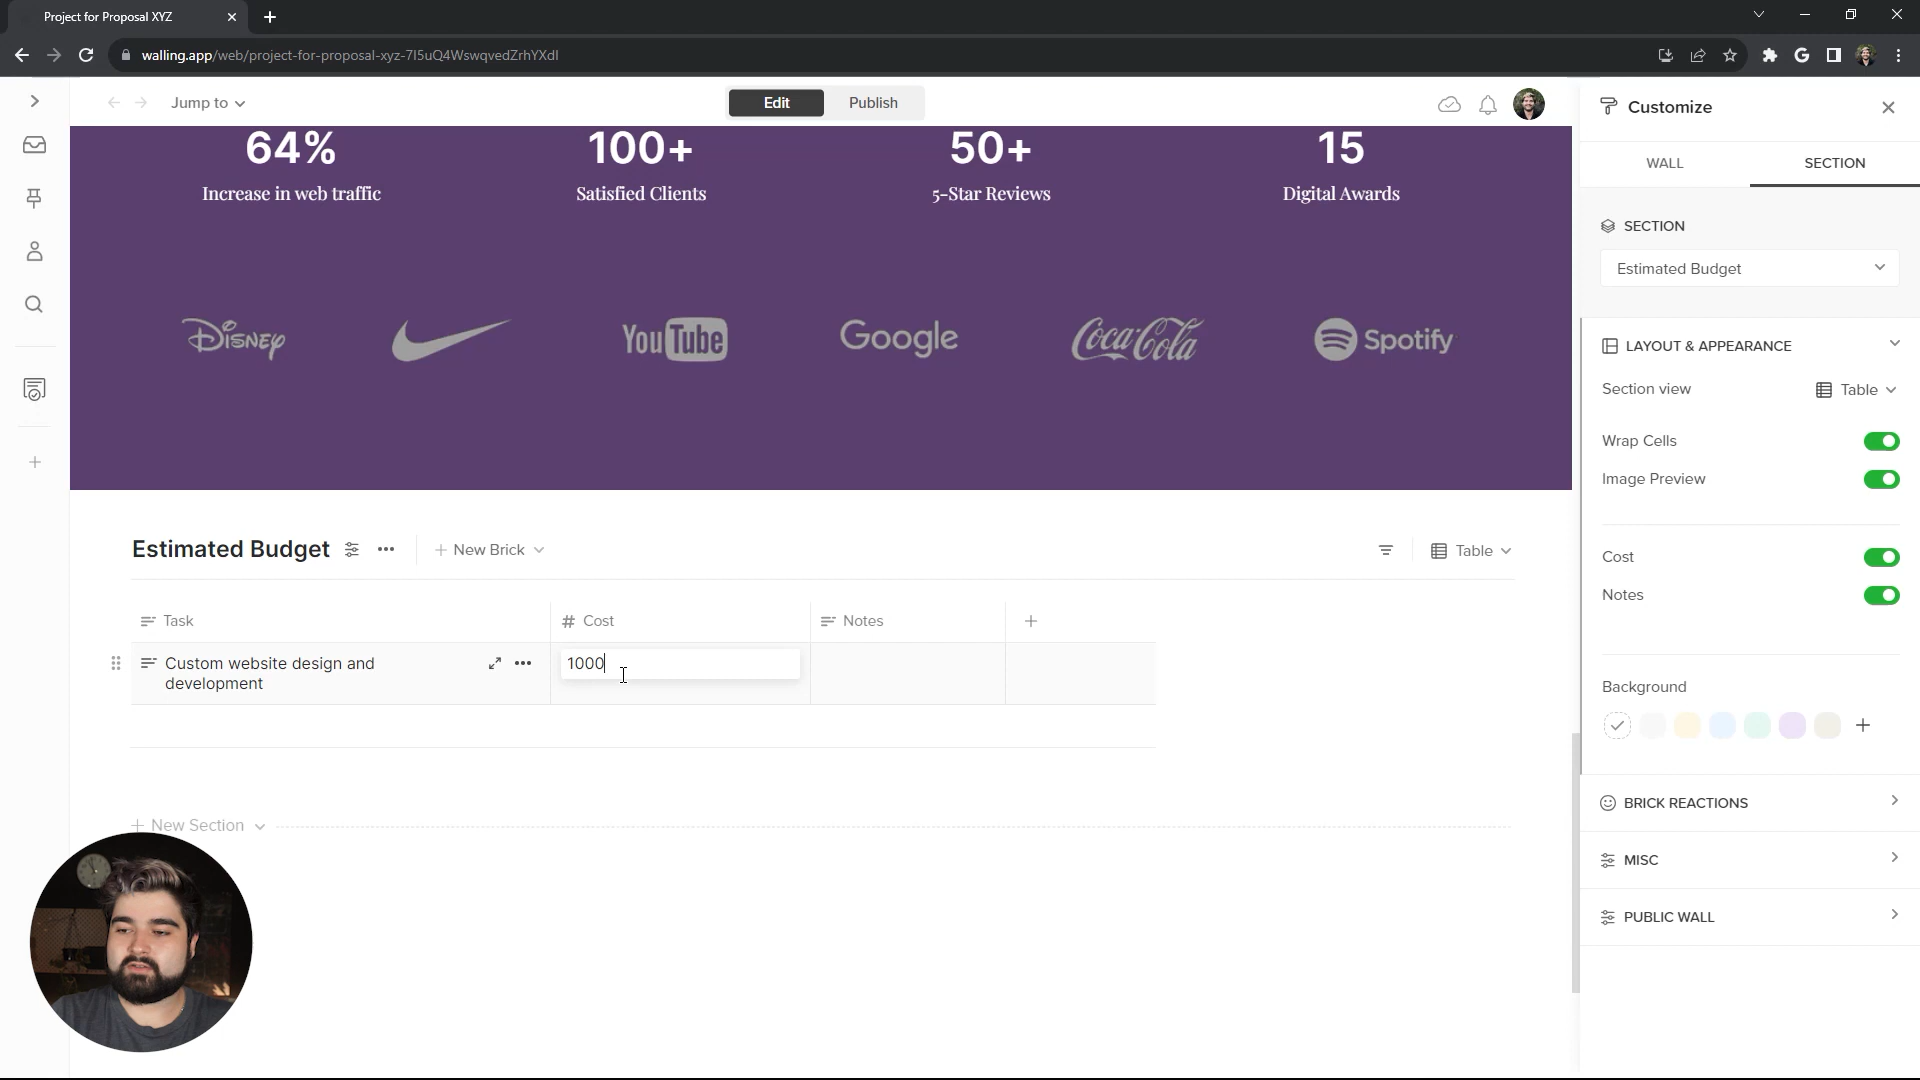 Project for Proposal XYZ
walling.app/web/project-for-proposal-xyz-7I5uQ4WswqvedZrhYXdI
Jump to
Edit
Publish
Customize
WALL
SECTION
64%
100+
50+
15
Increase in web traffic
Satisfied Clients
5-Star Reviews
Digital Awards
SECTION
Estimated Budget
Disney
YouTube
Google
Coca-Cola
Spotify
LAYOUT & APPEARANCE
Section view
Table
Wrap Cells
Image Preview
Estimated Budget
+ New Brick
Table
Cost
Notes
Task
# Cost
Notes
+
Custom website design and
development
1000
Background
+ New Section
BRICK REACTIONS
MISC
PUBLIC WALL